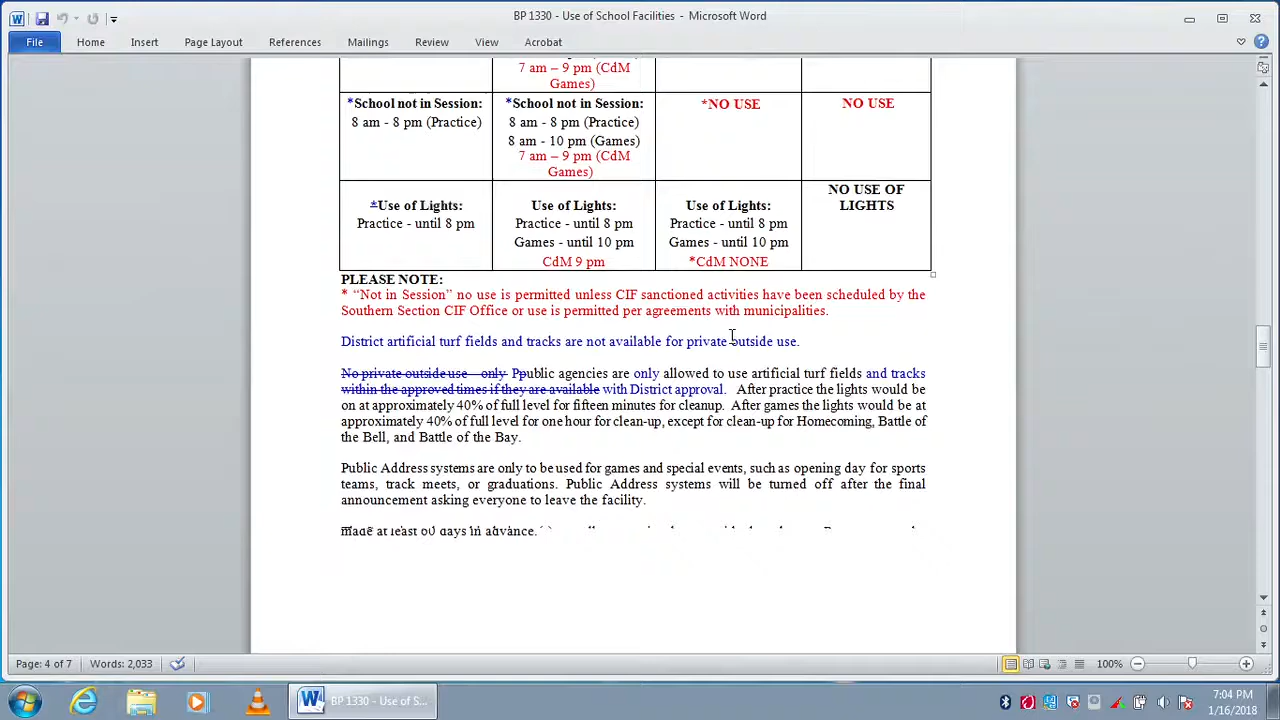 BP 1330 - Use of School Facilities - Microsoft Word
File Home Insert Page Layout References Mailings Review View Acrobat
7 am – 9 pm (CdM
Games)
*School not in Session:
8 am - 8 pm (Practice)
*School not in Session:
8 am - 8 pm (Practice)
8 am - 10 pm (Games)
7 am – 9 pm (CdM
Games)
*NO USE
NO USE
*Use of Lights:
Practice - until 8 pm
Use of Lights:
Practice - until 8 pm
Games - until 10 pm
CdM 9 pm
Use of Lights:
Practice - until 8 pm
Games - until 10 pm
*CdM NONE
NO USE OF
LIGHTS
PLEASE NOTE:
* “Not in Session” no use is permitted unless CIF sanctioned activities have been scheduled by the
Southern Section CIF Office or use is permitted per agreements with municipalities.
District artificial turf fields and tracks are not available for private outside use.
No private outside use – only Ppublic agencies are only allowed to use artificial turf fields and tracks
within the approved times if they are available with District approval. After practice the lights would be
on at approximately 40% of full level for fifteen minutes for cleanup. After games the lights would be at
approximately 40% of full level for one hour for clean-up, except for clean-up for Homecoming, Battle of
the Bell, and Battle of the Bay.
Public Address systems are only to be used for games and special events, such as opening day for sports
teams, track meets, or graduations. Public Address systems will be turned off after the final
announcement asking everyone to leave the facility.
made at least 60 days in advance.
Page: 4 of 7 Words: 2,033 100%
BP 1330 - Use of S...
7:04 PM
1/16/2018